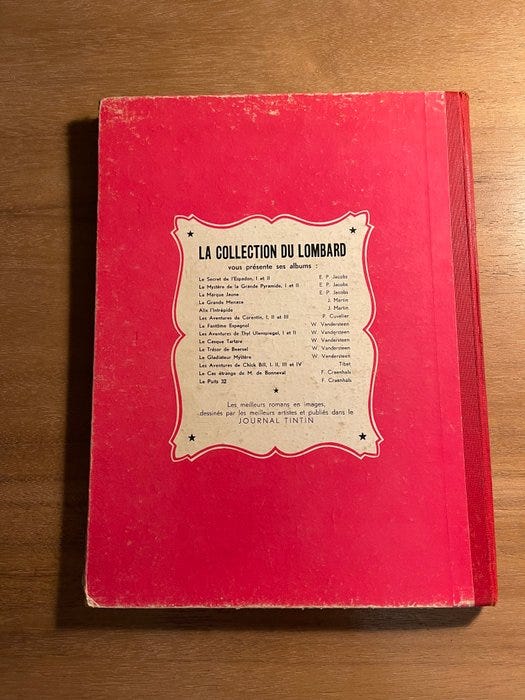 LA COLLECTION DU LOMBARD
vous présente ses albums :
Le Secret de l'Espadon, I et II E. P. Jacobs
Le Mystère de la Grande Pyramide, I et II E. P. Jacobs
La Marque Jaune E. P. Jacobs
La Grande Menace J. Martin
Alix l'Intrépide J. Martin
Les Aventures de Corentin, I, II et III P. Cuvelier
Le Fantôme Espagnol W. Vandersteen
Les Aventures de Thyl Ulenspiegel, I et II W. Vandersteen
Le Casque Tartare W. Vandersteen
Le Trésor de Beersel W. Vandersteen
Le Gladiateur Mystère W. Vandersteen
Les Aventures de Chick Bill, I, II, III et IV Tibet
Le Cas étrange de M. de Bonneval F. Craenhals
Le Puits 32 F. Craenhals
Les meilleurs romans en images,
dessinés par les meilleurs artistes et publiés dans le
JOURNAL TINTIN